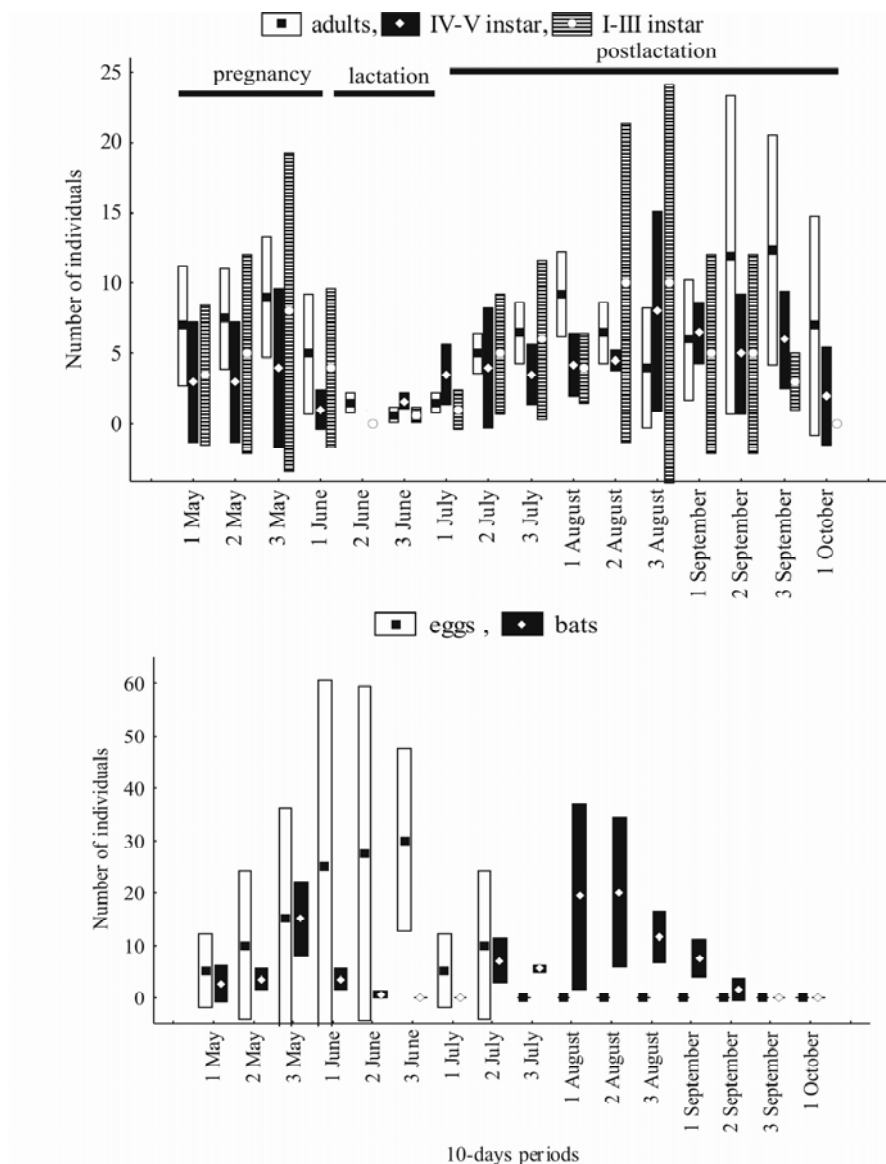 adults, IV-V instar, I-III instar
pregnancy lactation postlactation
Number of individuals
25
20
15
10
5
0
1 May
2 May
3 May
1 June
2 June
3 June
1 July
2 July
3 July
1 August
2 August
3 August
1 September
2 September
3 September
1 October
eggs , bats
Number of individuals
60
50
40
30
20
10
0
1 May
2 May
3 May
1 June
2 June
3 June
1 July
2 July
3 July
1 August
2 August
3 August
1 September
2 September
3 September
1 October
10-days periods